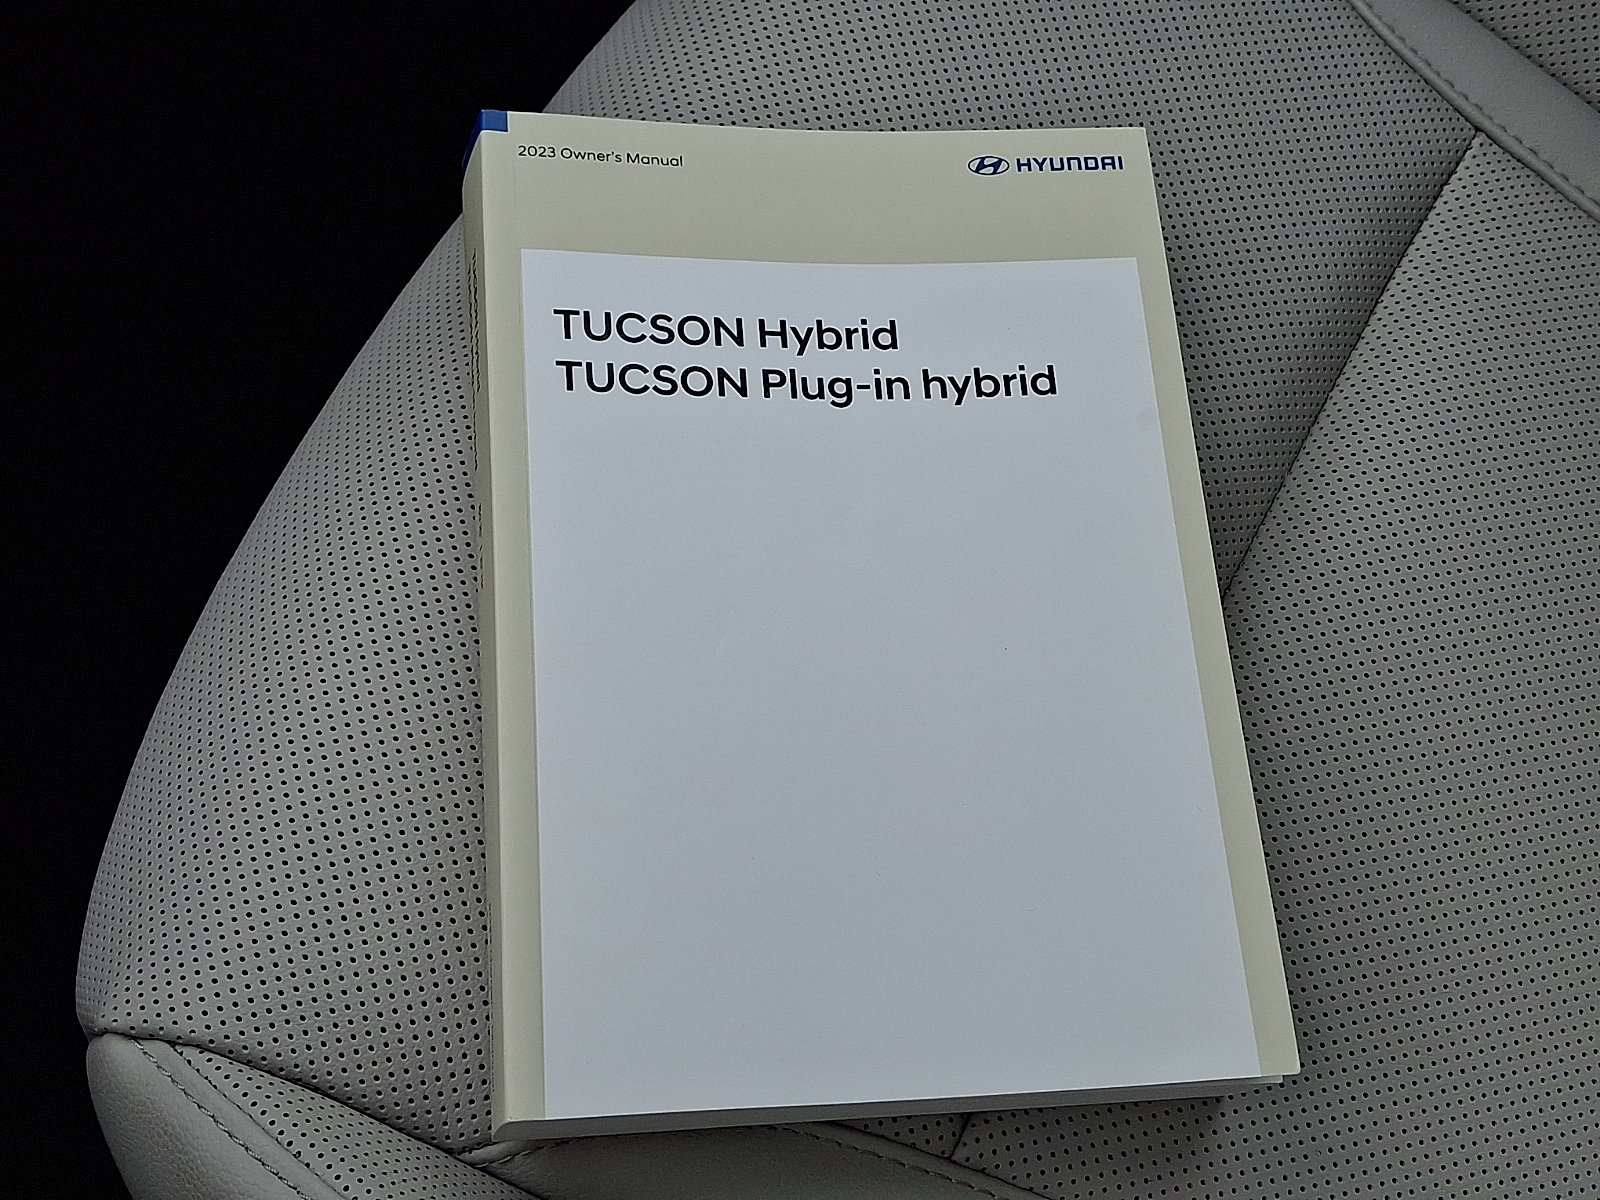 2023 Owner's Manual
HYUNDAI
TUCSON Hybrid
TUCSON Plug-in hybrid